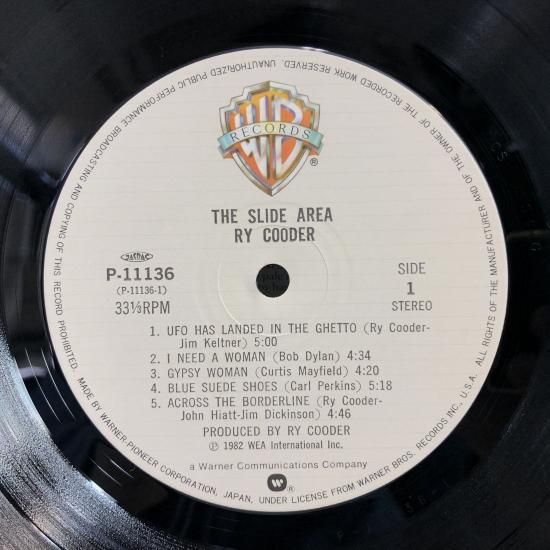 WB
RECORDS
®
THE SLIDE AREA
RY COODER
JASRAC
P-11136
(P-11136-1)
33⅓RPM
SIDE
1
STEREO
1. UFO HAS LANDED IN THE GHETTO (Ry Cooder-
Jim Keltner) 5:00
2. I NEED A WOMAN (Bob Dylan) 4:34
3. GYPSY WOMAN (Curtis Mayfield) 4:20
4. BLUE SUEDE SHOES (Carl Perkins) 5:18
5. ACROSS THE BORDERLINE (Ry Cooder-
John Hiatt-Jim Dickinson) 4:46
PRODUCED BY RY COODER
Ⓟ 1982 WEA International Inc.
a Warner Communications Company
®.
ALL RIGHTS OF THE MANUFACTURER AND OF THE OWNER OF THE RECORDED WORK RESERVED. UNAUTHORIZED PUBLIC PERFORMANCE BROADCASTING AND COPYING OF THIS RECORD PROHIBITED.
MADE BY WARNER PIONEER CORPORATION, JAPAN, UNDER LICENSE FROM WARNER BROS. RECORDS INC., U.S.A.